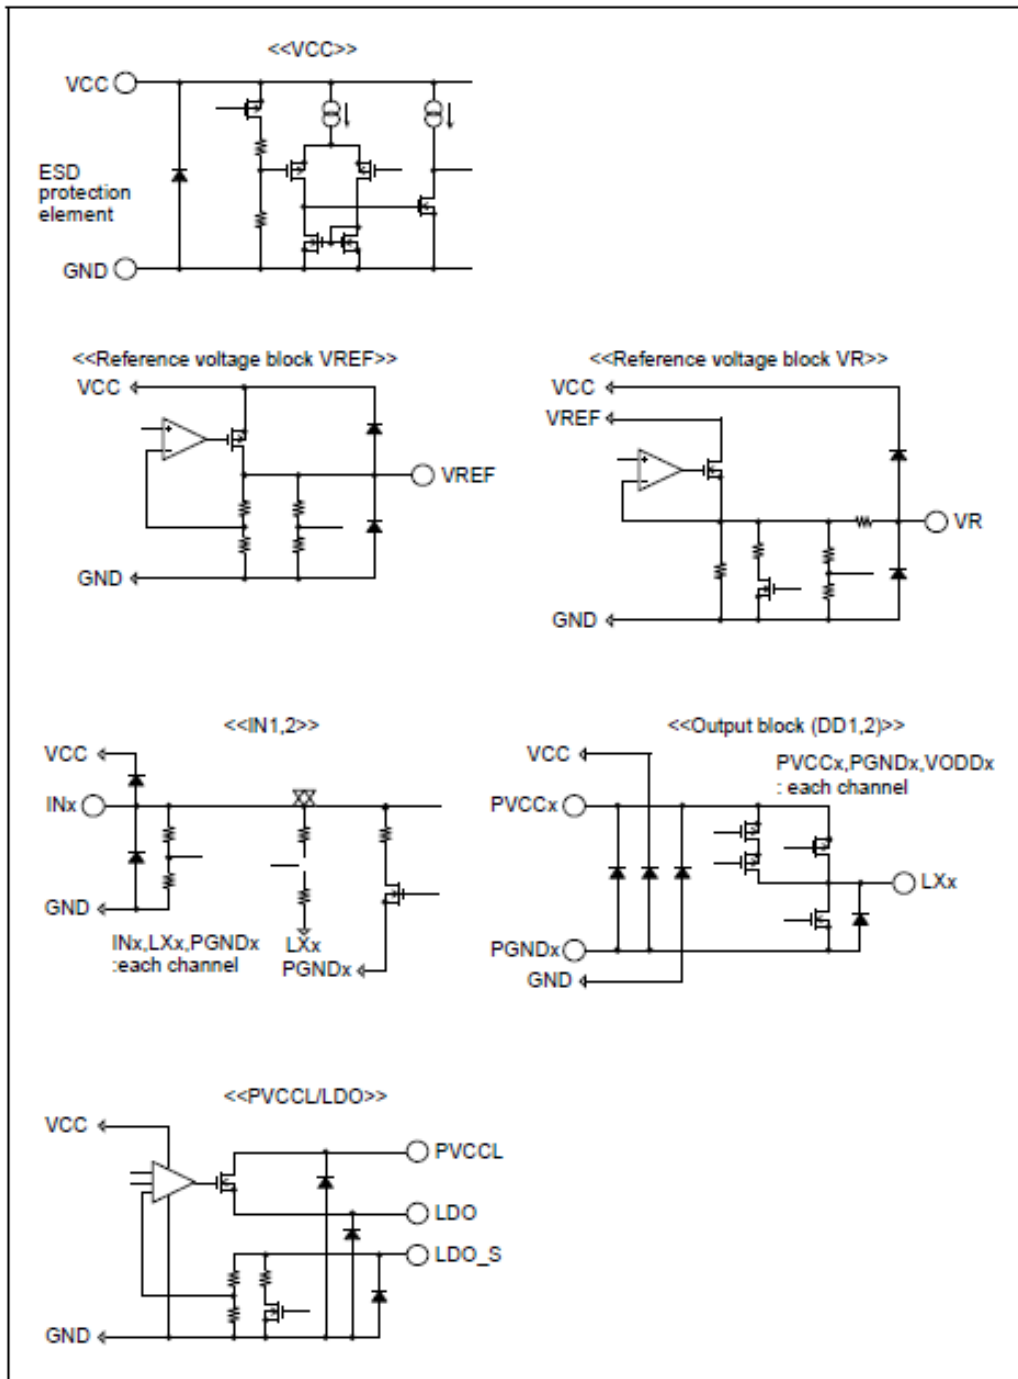 <<VCC>>
VCC
ESD
protection
element
GND
<<Reference voltage block VREF>>
VCC
VREF
GND
<<Reference voltage block VR>>
VCC
VREF
VR
GND
<<IN1,2>>
VCC
INx
GND
INx,LXx,PGNDx
:each channel
LXx
PGNDx
<<Output block (DD1,2)>>
VCC
PVCCx,PGNDx,VODDx
: each channel
PVCCx
LXx
PGNDx
GND
<<PVCCL/LDO>>
VCC
PVCCL
LDO
LDO_S
GND